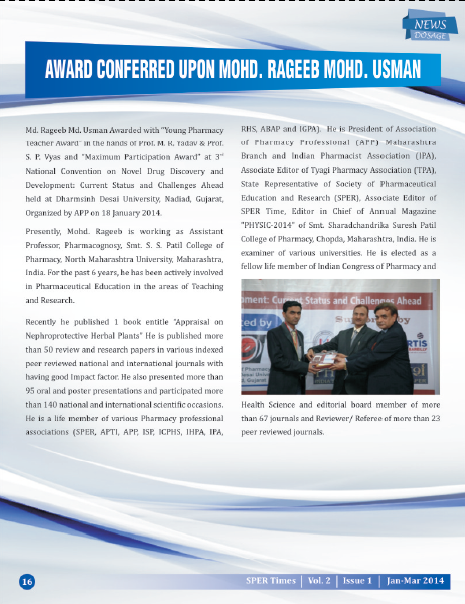 NEWS
DOSAGE
AWARD CONFERRED UPON MOHD. RAGEEB MOHD. USMAN
Md. Rageeb Md. Usman Awarded with "Young Pharmacy
Teacher Award" in the hands of Prof. M. R. Yadav & Prof.
S. P. Vyas and "Maximum Participation Award" at 3rd
National Convention on Novel Drug Discovery and
Development: Current Status and Challenges Ahead
held at Dharmsinh Desai University, Nadiad, Gujarat,
Organized by APP on 18 January 2014.
Presently, Mohd. Rageeb is working as Assistant
Professor, Pharmacognosy, Smt. S. S. Patil College of
Pharmacy, North Maharashtra University, Maharashtra,
India. For the past 6 years, he has been actively involved
in Pharmaceutical Education in the areas of Teaching
and Research.
Recently he published 1 book entitle "Appraisal on
Nephroprotective Herbal Plants" He is published more
than 50 review and research papers in various indexed
peer reviewed national and international journals with
having good Impact factor. He also presented more than
95 oral and poster presentations and participated more
than 140 national and international scientific occasions.
He is a life member of various Pharmacy professional
associations (SPER, APTI, APP, ISP, ICPHS, IHPA, IPA,
RHS, ABAP and IGPA). He is President of Association
of Pharmacy Professional (APP) Maharashtra
Branch and Indian Pharmacist Association (IPA),
Associate Editor of Tyagi Pharmacy Association (TPA),
State Representative of Society of Pharmaceutical
Education and Research (SPER), Associate Editor of
SPER Time, Editor in Chief of Annual Magazine
"PHYSIC-2014" of Smt. Sharadchandrika Suresh Patil
College of Pharmacy, Chopda, Maharashtra, India. He is
examiner of various universities. He is elected as a
fellow life member of Indian Congress of Pharmacy and
pment: Current Status and Challenges Ahead
ted by
Supported by
RTIS
Health Science and editorial board member of more
than 67 journals and Reviewer/ Referee of more than 23
peer reviewed journals.
16
SPER Times | Vol. 2 | Issue 1 | Jan-Mar 2014